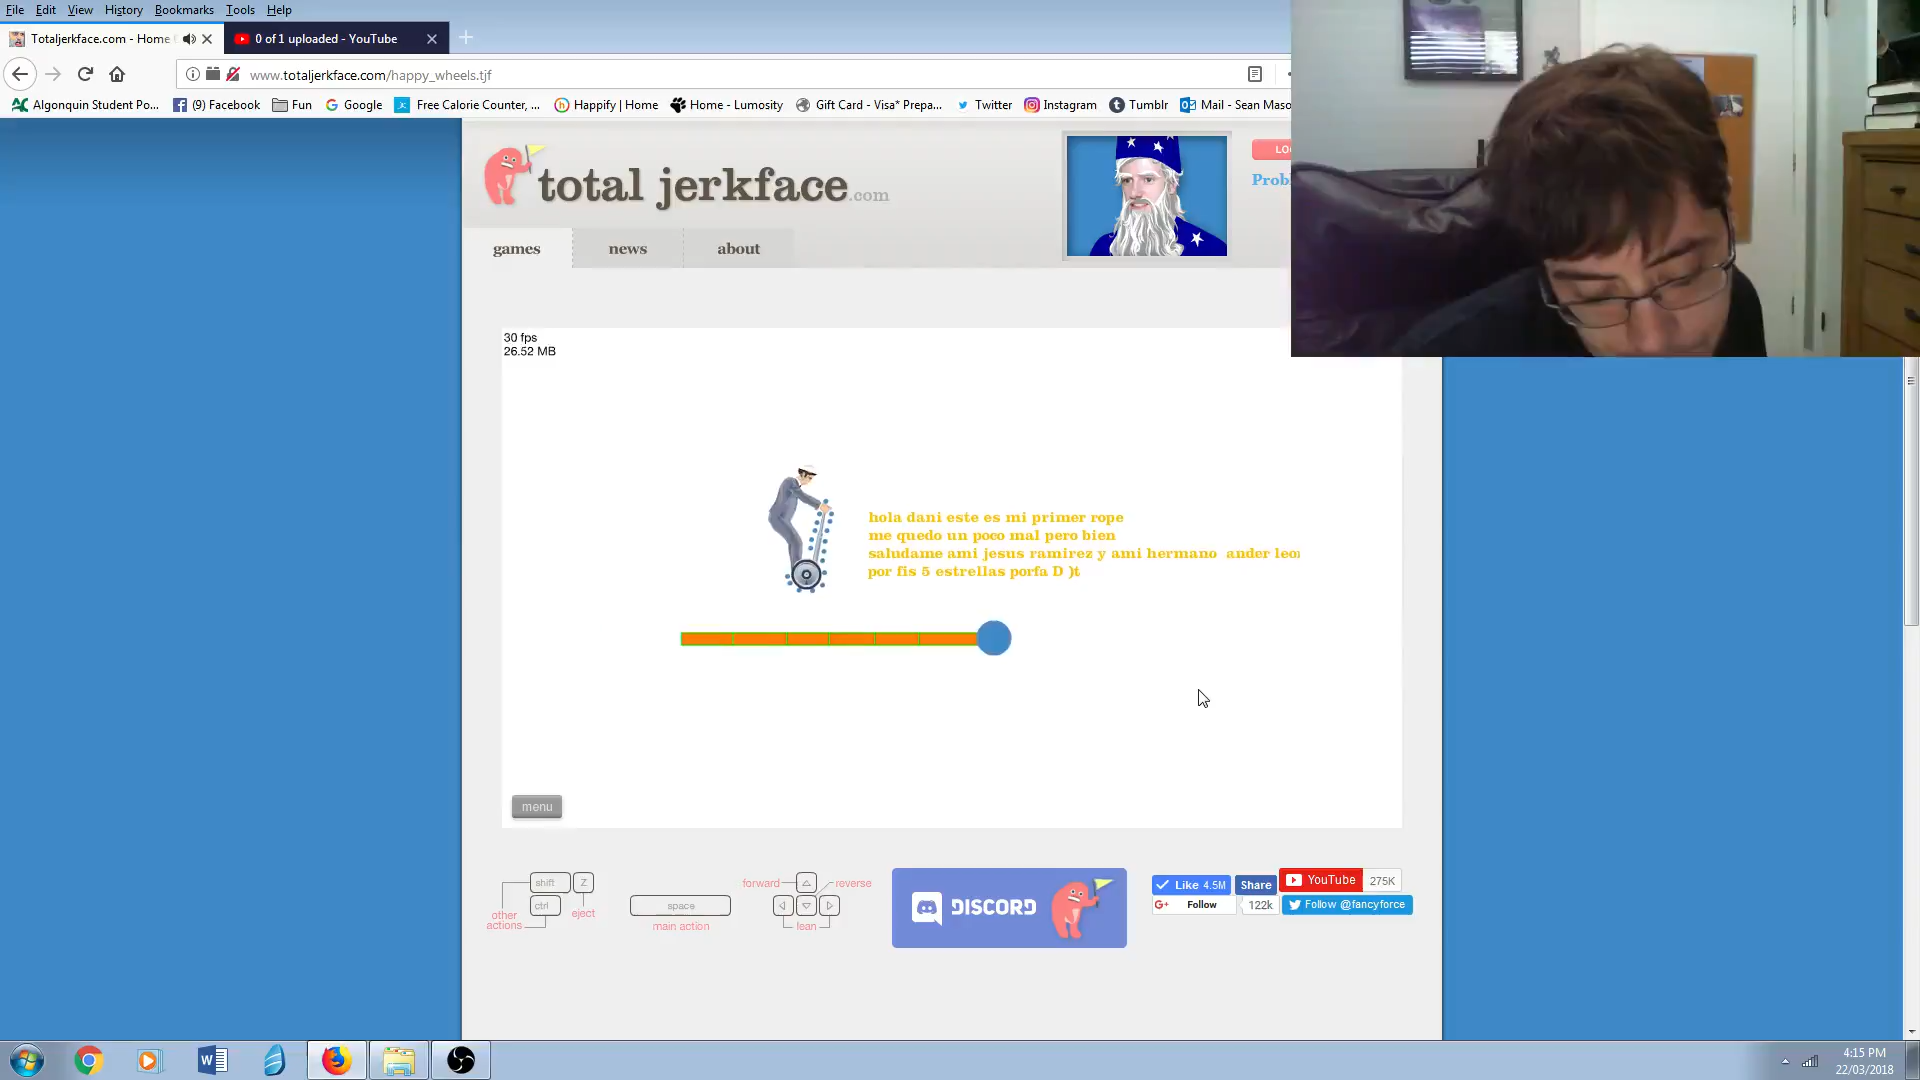 File Edit View History Bookmarks Tools Help
Totaljerkface.com - Home
0 of 1 uploaded - YouTube
www.totaljerkface.com/happy_wheels.tjf
Algonquin Student Po...
(9) Facebook
Fun
Google
Free Calorie Counter, ...
Happify | Home
Home - Lumosity
Gift Card - Visa® Prepa...
Twitter
Instagram
Tumblr
Mail - Sean Maso
total jerkface.com
LO
Prob
games
news
about
30 fps
26.52 MB
hola dani este es mi primer rope
me quedo un poco mal pero bien
saludame ami jesus ramirez y ami hermano ander leon
por fis 5 estrellas porfa D )t
menu
shift
Z
ctrl
other
actions
eject
space
main action
forward
reverse
lean
DISCORD
Like 4.5M
Share
YouTube
275K
G+ Follow
122k
Follow @fancyforce
4:15 PM
22/03/2018